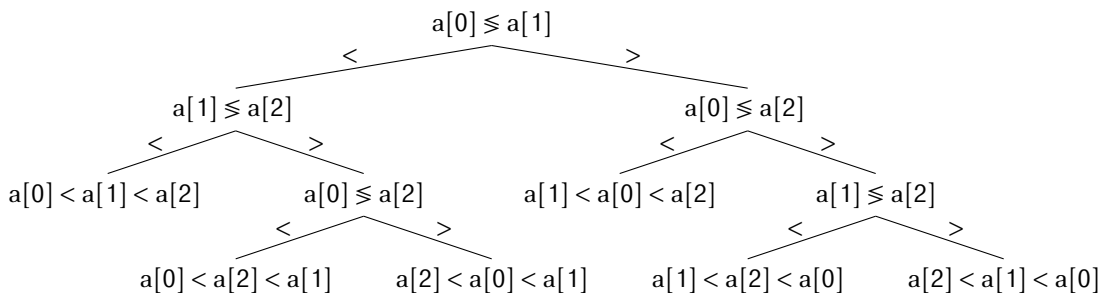 a[0] ≶ a[1]
< >
a[1] ≶ a[2] a[0] ≶ a[2]
< > < >
a[0] < a[1] < a[2] a[0] ≶ a[2] a[1] < a[0] < a[2] a[1] ≶ a[2]
< > < >
a[0] < a[2] < a[1] a[2] < a[0] < a[1] a[1] < a[2] < a[0] a[2] < a[1] < a[0]